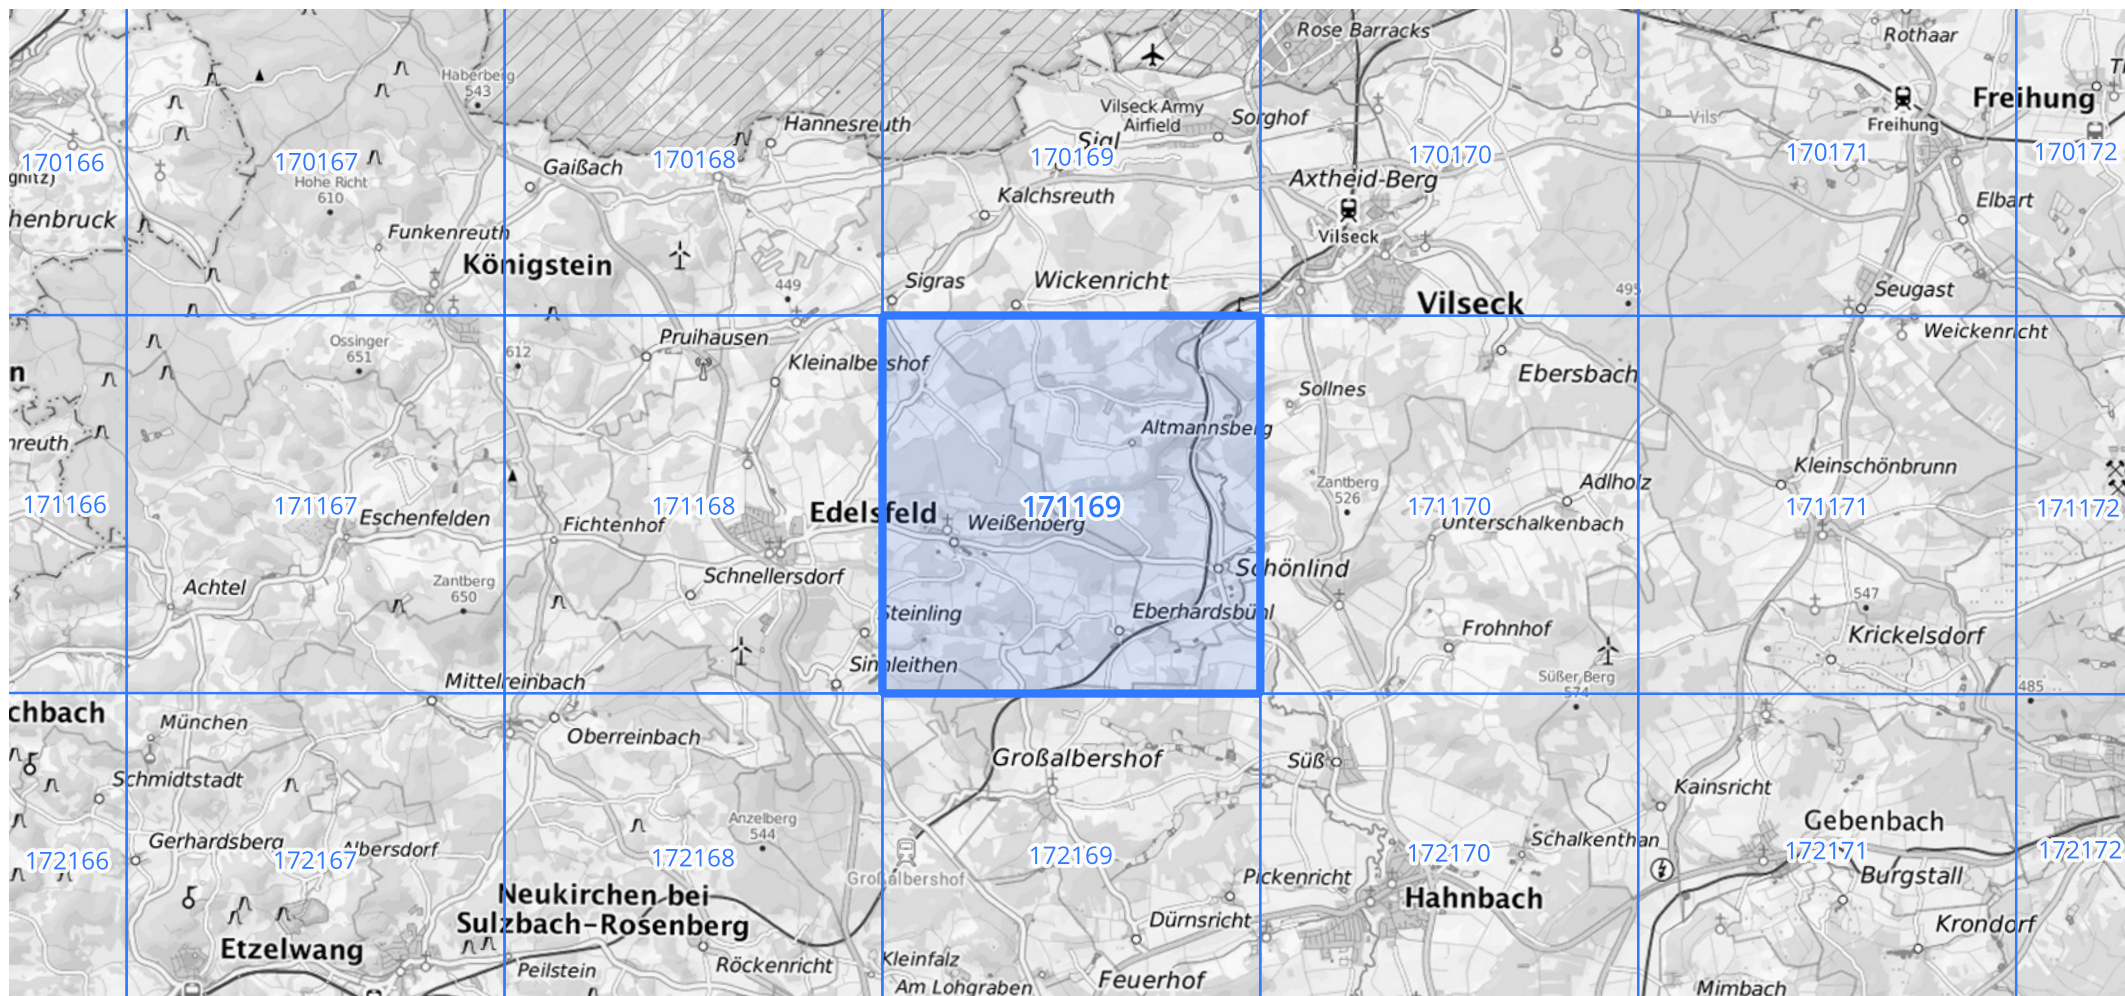 Rose Barracks
Rothaar
Haberberg
543
Freihung
Vilseck Army
Airfield
Sorghof
Hannesreuth
Vils
Freihung
Sigl
170166
170167
170168
170169
170170
170171
170172
gnitz)
Hohe Richt
610
Gaißach
Kalchsreuth
Axtheid-Berg
Elbart
henbruck
Funkenreuth
Vilseck
Königstein
Sigras
Wickenricht
449
495
Vilseck
Seugast
Weickenricht
Ossinger
651
612
Pruihausen
Kleinalbershof
n
Sollnes
Ebersbach
nreuth
Altmannsberg
Kleinschönbrunn
Zantberg
526
Adlholz
171166
171167
171168
171169
171170
171171
171172
Eschenfelden
Fichtenhof
Edelsfeld
Weißenberg
Unterschalkenbach
Achtel
Zantberg
650
Schnellersdorf
Schönlind
547
Steinling
Eberhardsbühl
Frohnhof
Krickelsdorf
Sinnleithen
Süßer Berg
574
Mittelreinbach
485
chbach
München
Oberreinbach
Großalbershof
Süß
Schmidtstadt
Kainsricht
Anzelberg
544
Gebenbach
Gerhardsberg
Albersdorf
Schalkenthan
172166
172167
172168
172169
172170
172171
172172
Großalbershof
Pickenricht
Burgstall
Neukirchen bei
Sulzbach-Rosenberg
Hahnbach
Dürnsricht
Krondorf
Etzelwang
Peilstein
Röckenricht
Kleinfalz
Am Lohgraben
Feuerhof
Mimbach